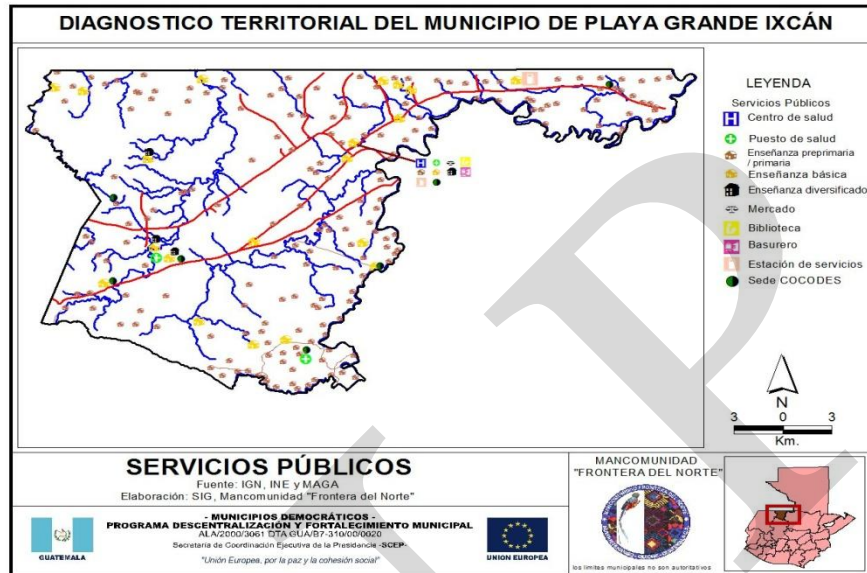 DIAGNOSTICO TERRITORIAL DEL MUNICIPIO DE PLAYA GRANDE IXCÁN
LEYENDA
Servicios Públicos
H Centro de salud
Puesto de salud
Enseñanza preprimaria
/ primaria
Enseñanza básica
Enseñanza diversificado
Mercado
Biblioteca
Basurero
Estación de servicios
Sede COCODES
N
3 0 3
Km.
SERVICIOS PÚBLICOS
Fuente: IGN, INE y MAGA
Elaboración: SIG, Mancomunidad "Frontera del Norte"
- MUNICIPIOS DEMOCRÁTICOS -
PROGRAMA DESCENTRALIZACIÓN Y FORTALECIMIENTO MUNICIPAL
ALA/2000/3061 DTA GUA/B7-310/00/0020
Secretaria de Coordinación Ejecutiva de la Presidencia -SCEP-
"Unión Europea, por la paz y la cohesión social"
GUATEMALA
UNION EUROPEA
MANCOMUNIDAD
"FRONTERA DEL NORTE"
los límites municipales no son autoritativos